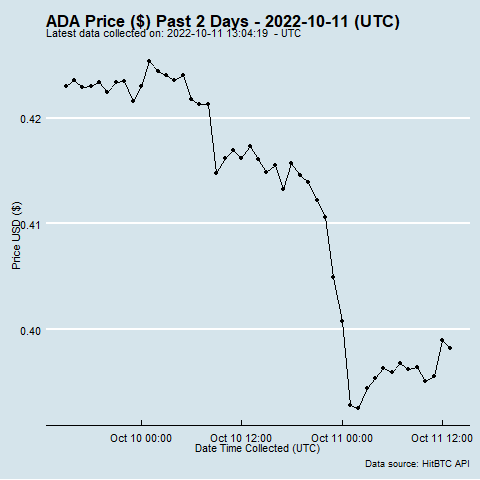 ADA Price ($) Past 2 Days - 2022-10-11 (UTC)
Latest data collected on: 2022-10-11 13:04:19  - UTC
0.42
0.41
0.40
Price USD ($)
Oct 10 00:00
Oct 10 12:00
Oct 11 00:00
Oct 11 12:00
Date Time Collected (UTC)
Data source: HitBTC API